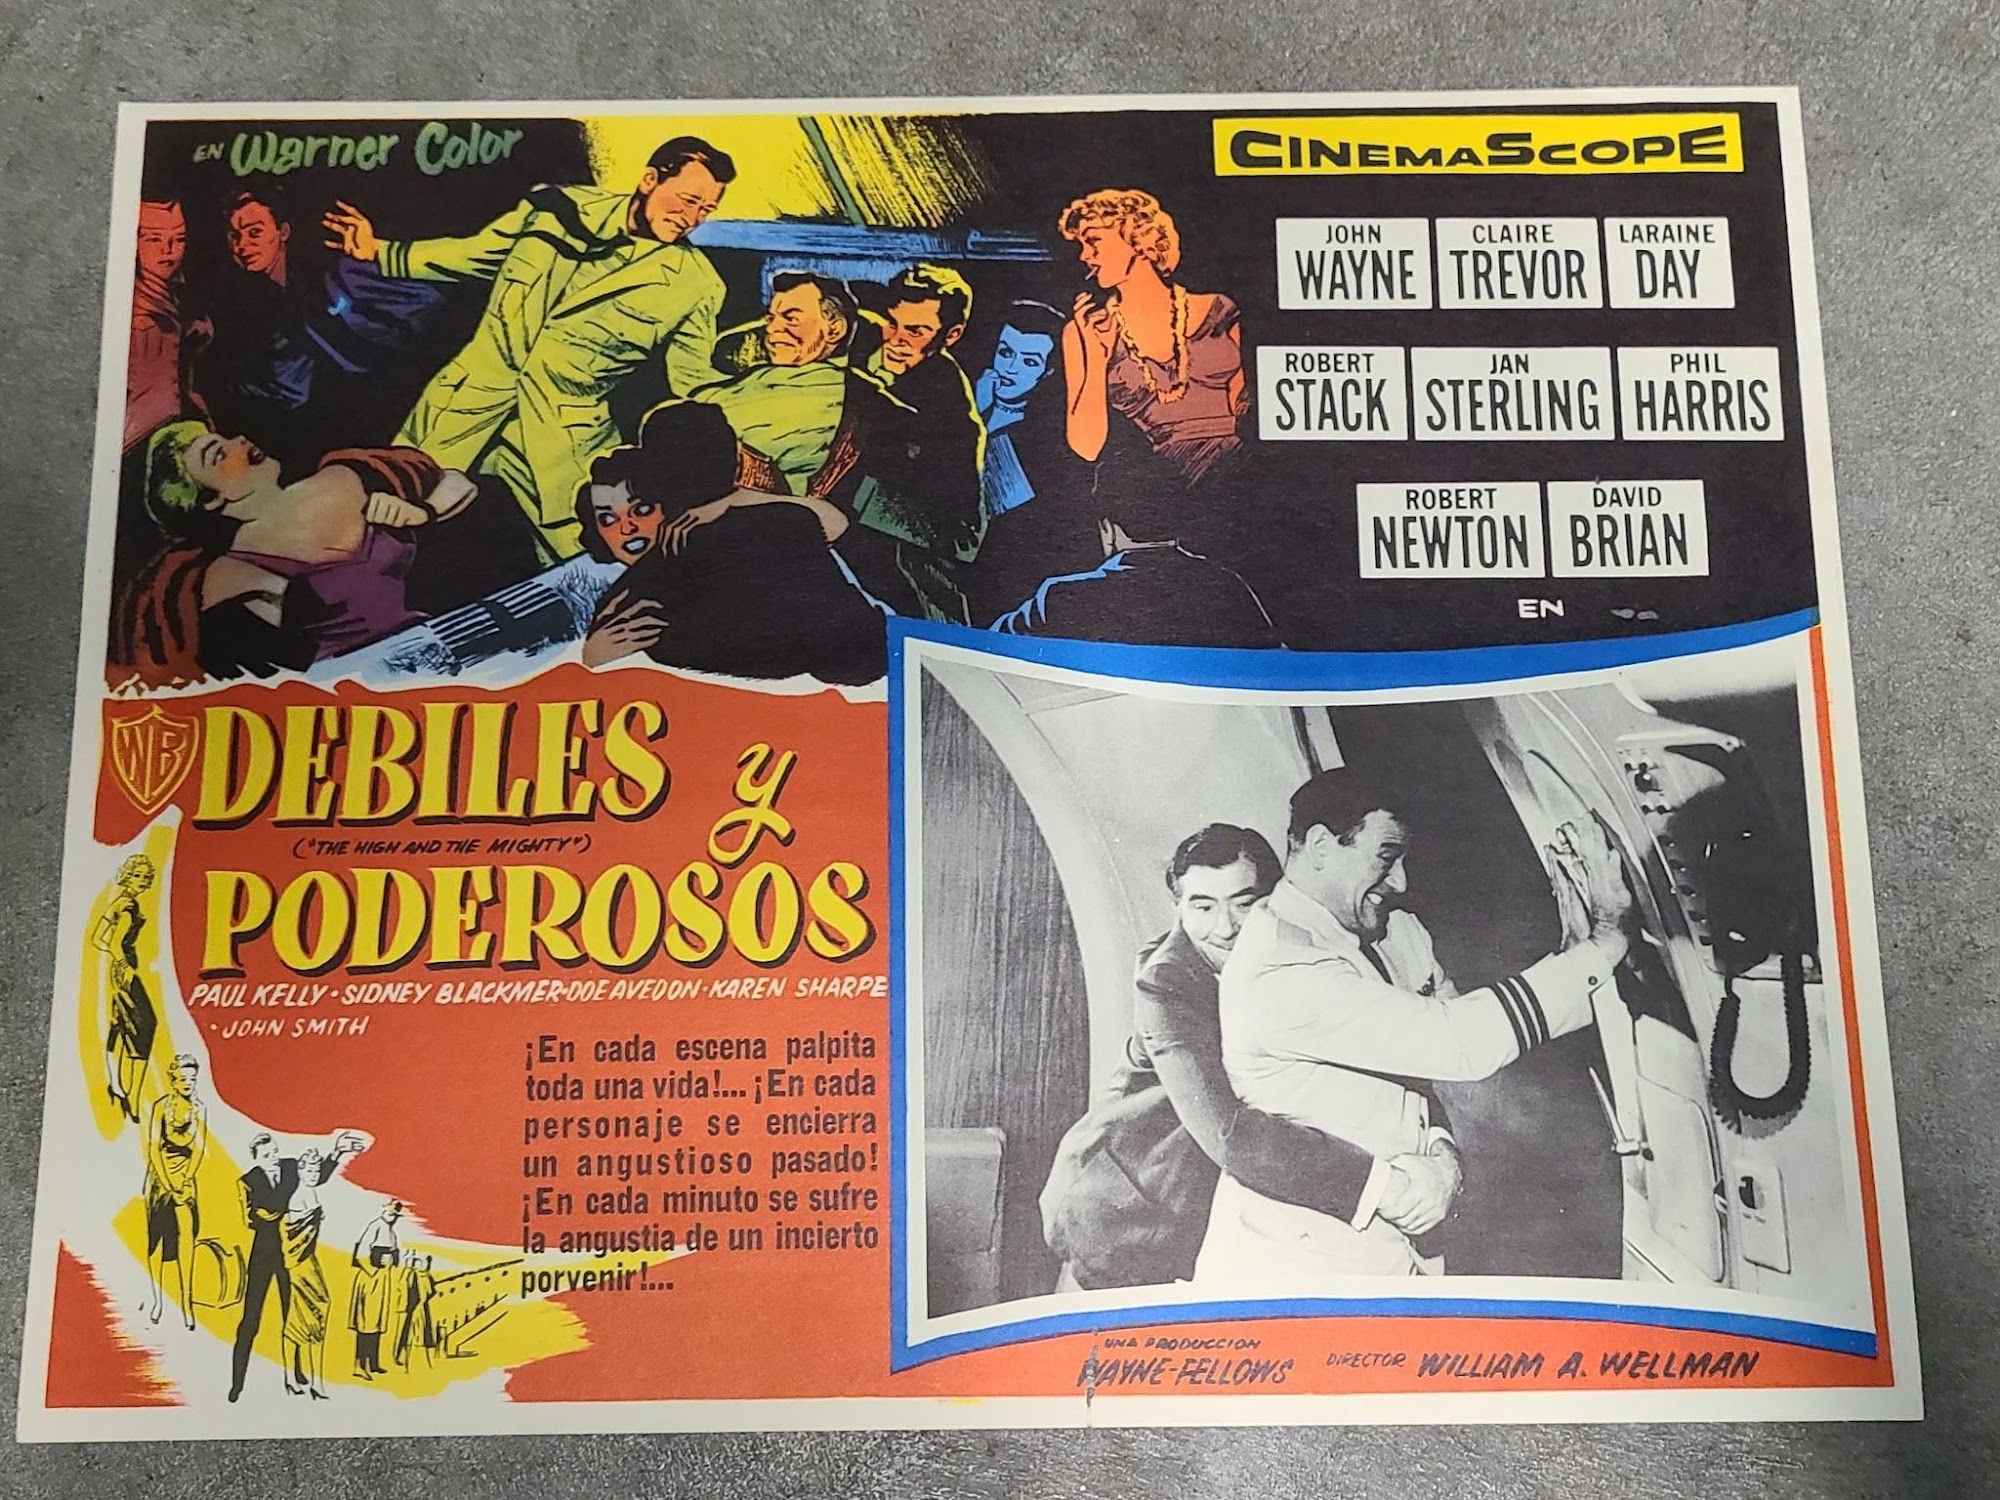 EN Warner Color
CINEMASCOPE
JOHN WAYNE
CLAIRE TREVOR
LARAINE DAY
ROBERT STACK
JAN STERLING
PHIL HARRIS
ROBERT NEWTON
DAVID BRIAN
EN
WB
DEBILES y
("THE HIGH AND THE MIGHTY")
PODEROSOS
PAUL KELLY · SIDNEY BLACKMER · DOE AVEDON · KAREN SHARPE
· JOHN SMITH
¡En cada escena palpita
toda una vida!... ¡En cada
personaje se encierra
un angustioso pasado!
¡En cada minuto se sufre
la angustia de un incierto
porvenir!...
UNA PRODUCCION
WAYNE-FELLOWS
DIRECTOR WILLIAM A. WELLMAN